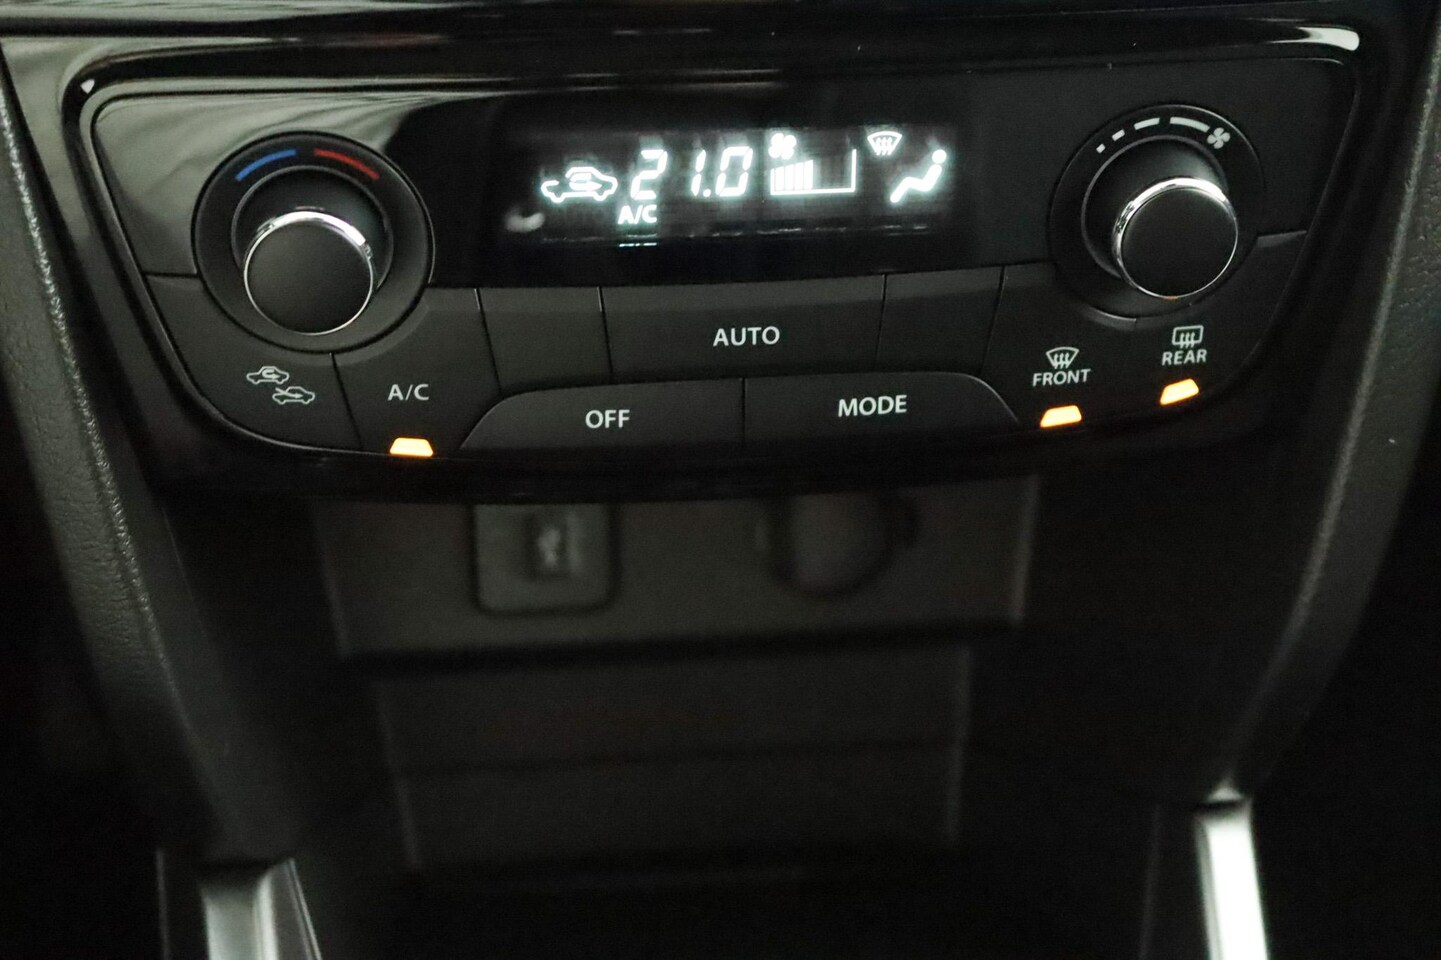 21.0
A/C
AUTO
A/C
OFF
MODE
FRONT
REAR